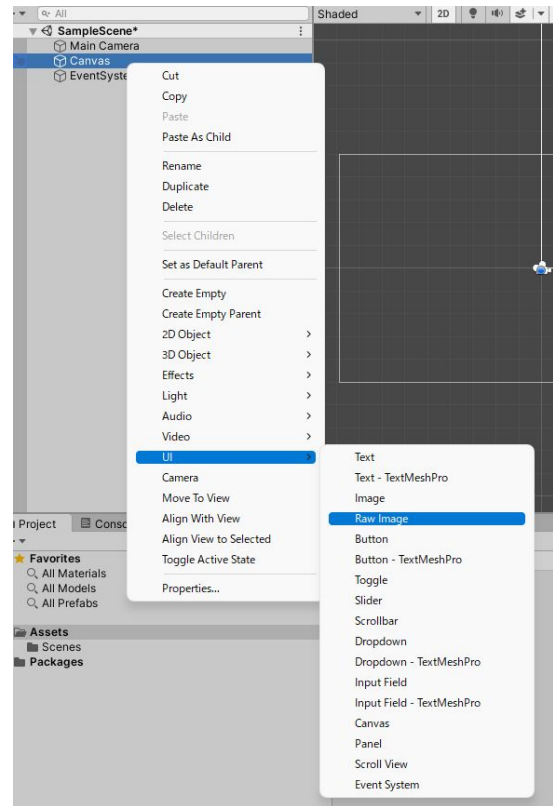 All
Shaded
2D
SampleScene*
Main Camera
Canvas
EventSyste
Cut
Copy
Paste
Paste As Child
Rename
Duplicate
Delete
Select Children
Set as Default Parent
Create Empty
Create Empty Parent
2D Object
3D Object
Effects
Light
Audio
Video
UI
Camera
Move To View
Align With View
Align View to Selected
Toggle Active State
Properties...
Text
Text - TextMeshPro
Image
Raw Image
Button
Button - TextMeshPro
Toggle
Slider
Scrollbar
Dropdown
Dropdown - TextMeshPro
Input Field
Input Field - TextMeshPro
Canvas
Panel
Scroll View
Event System
Project
Consc
Favorites
All Materials
All Models
All Prefabs
Assets
Scenes
Packages